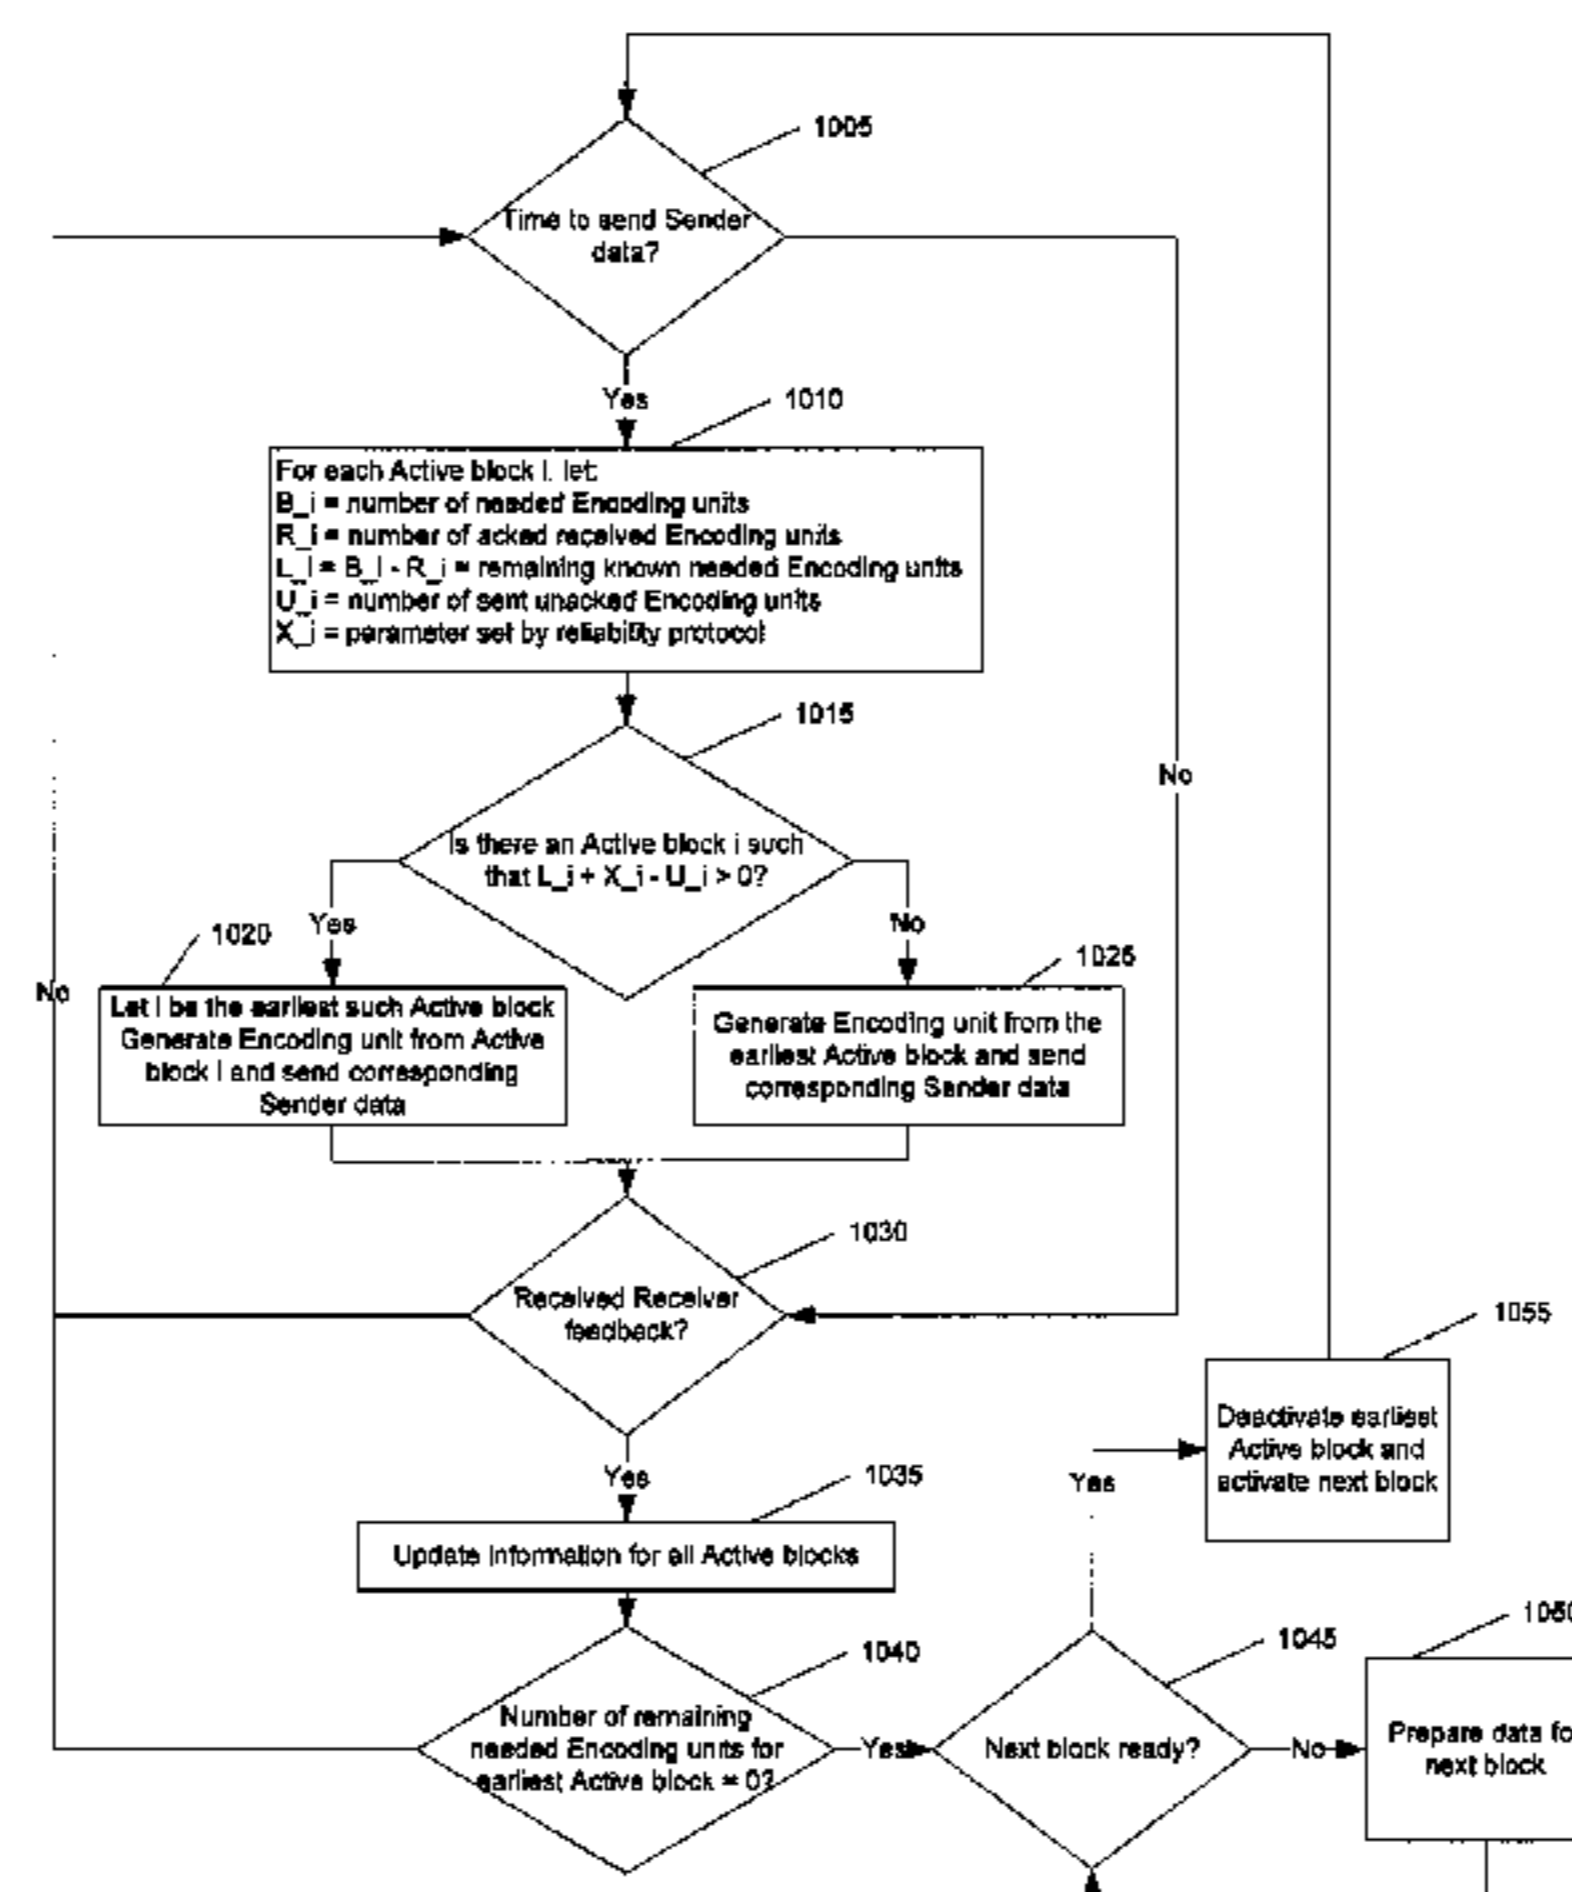 1005
Time to send Sender
data?
Yes
1010
For each Active block I. let:
B_i = number of needed Encoding units
R_i = number of acked received Encoding units
L_i = B_I - R_i = remaining known needed Encoding units
U_i = number of sent unacked Encoding units
X_i = parameter set by reliability protocol
1015
No
Is there an Active block i such
that L_i + X_i - U_i > 0?
Yes
No
1020
1025
No
Let I be the earliest such Active block
Generate Encoding unit from Active
block I and send corresponding
Sender data
Generate Encoding unit from the
earliest Active block and send
corresponding Sender data
1030
Received Receiver
feedback?
1055
Deactivate earliest
Active block and
activate next block
Yes
Yes
1035
Update Information for all Active blocks
1040
1045
1050
Number of remaining
needed Encoding units for
earliest Active block = 0?
Yes
Next block ready?
No
Prepare data fo
next block